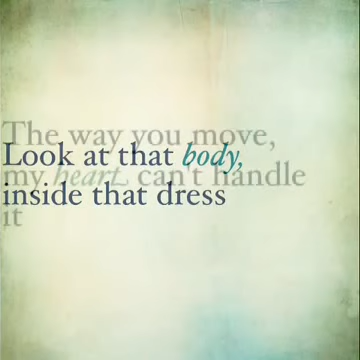 The way you move,
Look at that body,
my heart can't handle
inside that dress
it